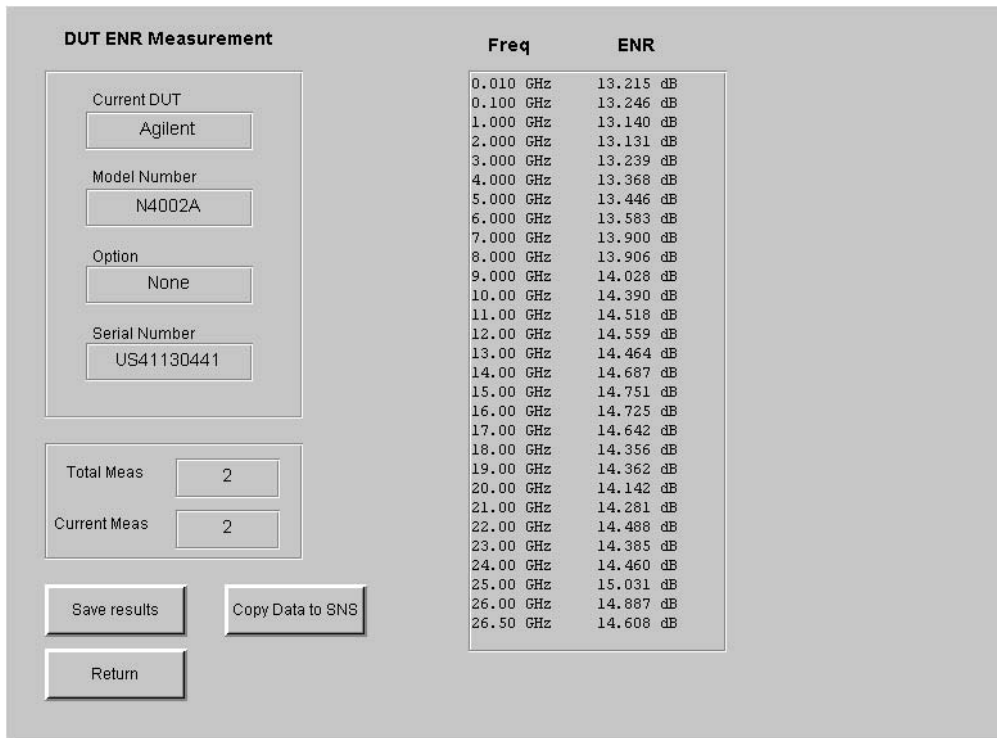 DUT ENR Measurement
Current DUT
Agilent
Model Number
N4002A
Option
None
Serial Number
US41130441
Total Meas
2
Current Meas
2
Save results
Copy Data to SNS
Return
Freq ENR
0.010 GHz 13.215 dB
0.100 GHz 13.246 dB
1.000 GHz 13.140 dB
2.000 GHz 13.131 dB
3.000 GHz 13.239 dB
4.000 GHz 13.368 dB
5.000 GHz 13.446 dB
6.000 GHz 13.583 dB
7.000 GHz 13.900 dB
8.000 GHz 13.906 dB
9.000 GHz 14.028 dB
10.00 GHz 14.390 dB
11.00 GHz 14.518 dB
12.00 GHz 14.559 dB
13.00 GHz 14.464 dB
14.00 GHz 14.687 dB
15.00 GHz 14.751 dB
16.00 GHz 14.725 dB
17.00 GHz 14.642 dB
18.00 GHz 14.356 dB
19.00 GHz 14.362 dB
20.00 GHz 14.142 dB
21.00 GHz 14.281 dB
22.00 GHz 14.488 dB
23.00 GHz 14.385 dB
24.00 GHz 14.460 dB
25.00 GHz 15.031 dB
26.00 GHz 14.887 dB
26.50 GHz 14.608 dB